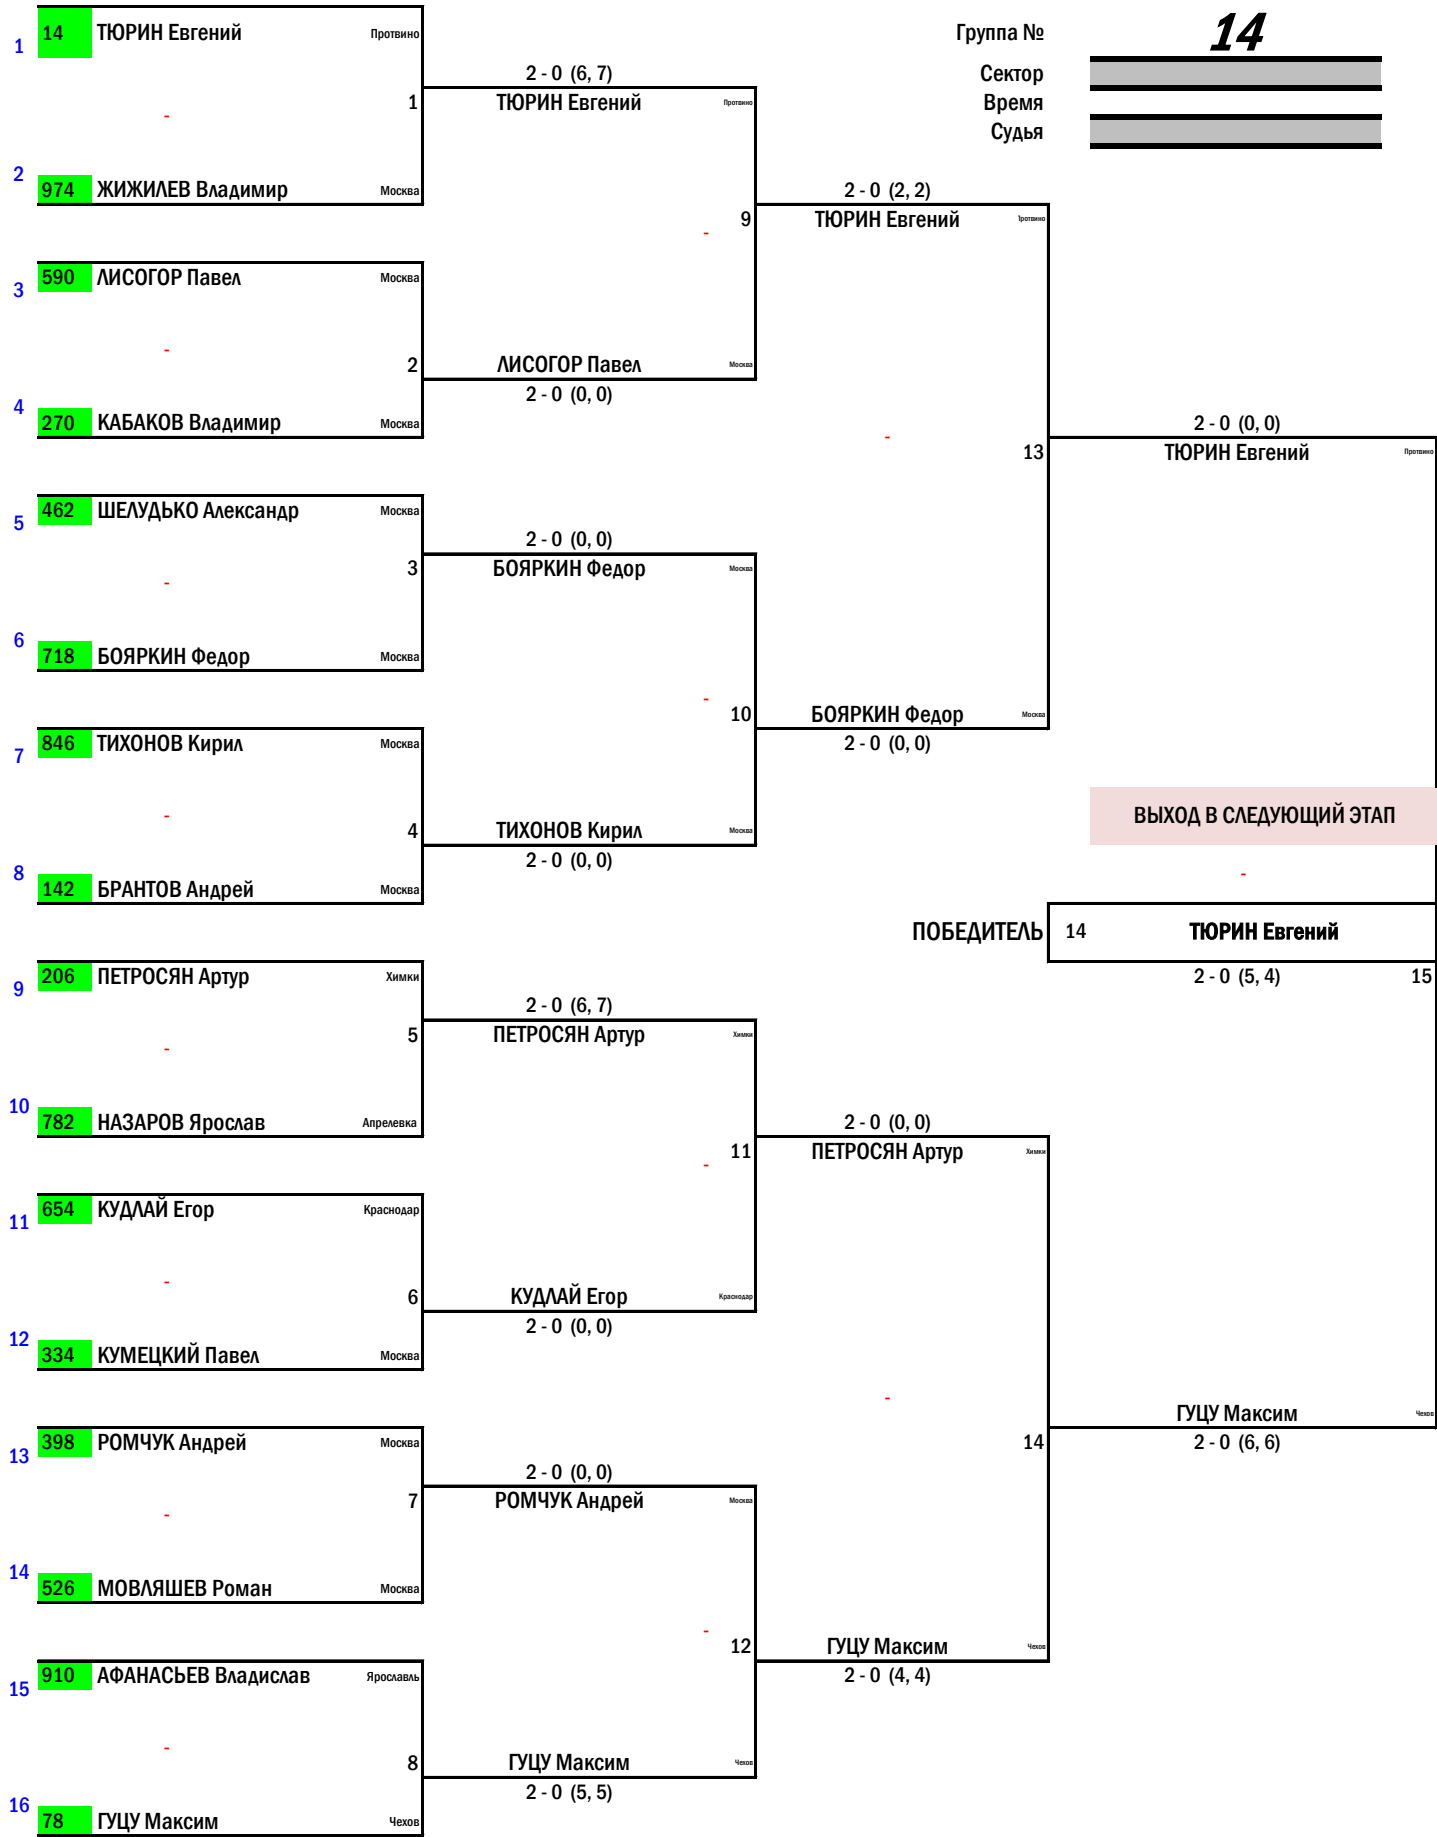 14 ТЮРИН Евгений Протвино
Группа № 14
1
2 - 0 (6, 7)
Сектор
1 ТЮРИН Евгений Протвино
Время
-
Судья
2
974 ЖИЖИЛЕВ Владимир Москва
2 - 0 (2, 2)
9 ТЮРИН Евгений Протвино
-
590 ЛИСОГОР Павел Москва
3
-
2 ЛИСОГОР Павел Москва
2 - 0 (0, 0)
4
270 КАБАКОВ Владимир Москва
2 - 0 (0, 0)
-
13 ТЮРИН Евгений Протвино
462 ШЕЛУДЬКО Александр Москва
5
2 - 0 (0, 0)
3 БОЯРКИН Федор Москва
-
6
718 БОЯРКИН Федор Москва
-
10 БОЯРКИН Федор Москва
846 ТИХОНОВ Кирил Москва
2 - 0 (0, 0)
7
-
ВЫХОД В СЛЕДУЮЩИЙ ЭТАП
4 ТИХОНОВ Кирил Москва
2 - 0 (0, 0)
8
-
142 БРАНТОВ Андрей Москва
ПОБЕДИТЕЛЬ 14 ТЮРИН Евгений
206 ПЕТРОСЯН Артур Химки
2 - 0 (5, 4) 15
9
2 - 0 (6, 7)
5 ПЕТРОСЯН Артур Химки
-
10
782 НАЗАРОВ Ярослав Апрелевка
2 - 0 (0, 0)
11 ПЕТРОСЯН Артур Химки
-
654 КУДЛАЙ Егор Краснодар
11
-
6 КУДЛАЙ Егор Краснодар
2 - 0 (0, 0)
12
334 КУМЕЦКИЙ Павел Москва
-
ГУЦУ Максим Чехов
398 РОМЧУК Андрей Москва
14 2 - 0 (6, 6)
13
2 - 0 (0, 0)
7 РОМЧУК Андрей Москва
-
14
526 МОВЛЯШЕВ Роман Москва
-
12 ГУЦУ Максим Чехов
910 АФАНАСЬЕВ Владислав Ярославль
2 - 0 (4, 4)
15
-
8 ГУЦУ Максим Чехов
2 - 0 (5, 5)
16
78 ГУЦУ Максим Чехов